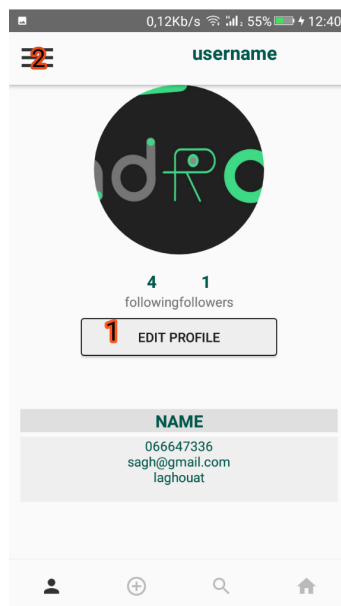 0,12Kb/s 55% 12:40
2
username
dR
4 1
followingfollowers
1 EDIT PROFILE
NAME
066647336
sagh@gmail.com
laghouat